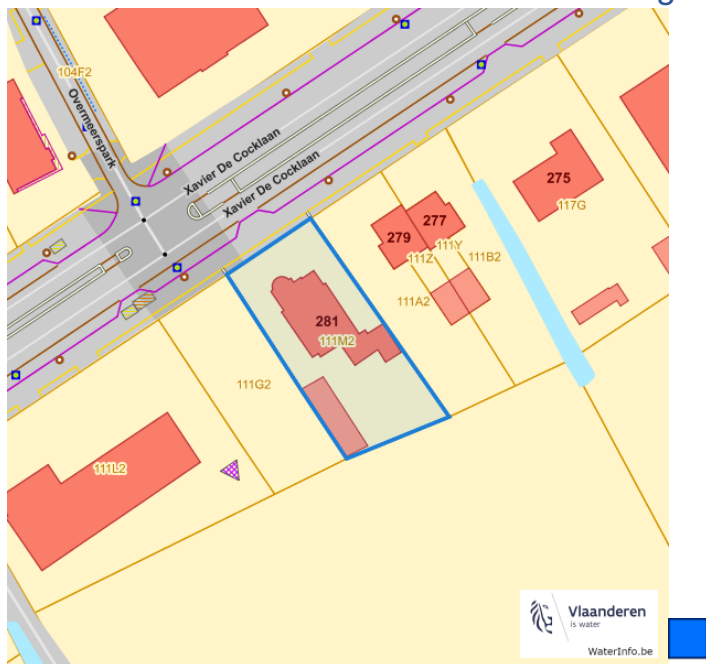 104F2
Overmeerspark
Xavier De Cocklaan
Xavier De Cocklaan
275
117G
277
279
111Y
111Z
111B2
111A2
281
111M2
111G2
111L2
Vlaanderen
is water
WaterInfo.be